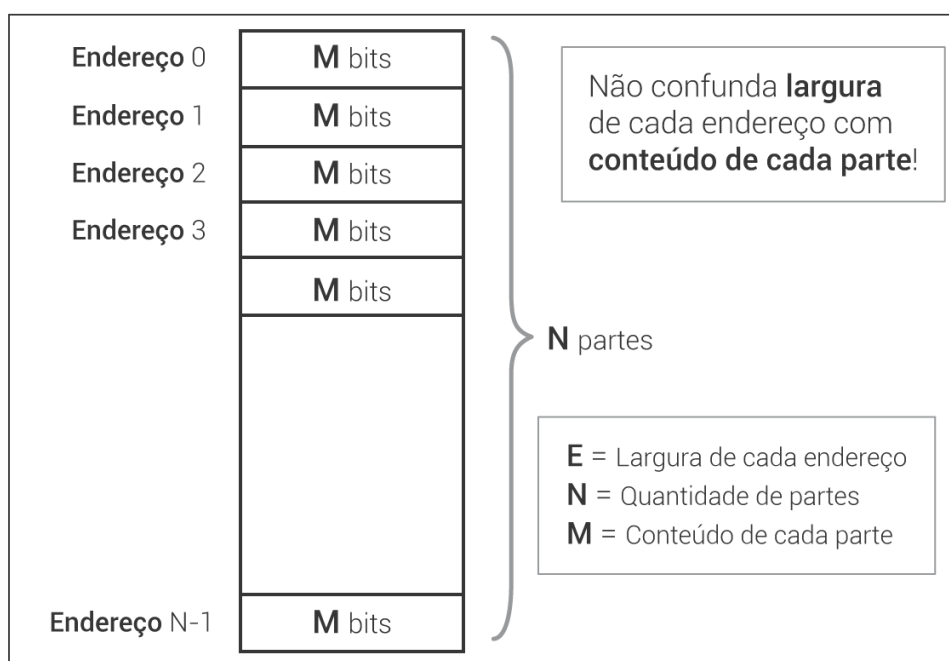 Endereço 0 M bits
Endereço 1 M bits
Endereço 2 M bits
Endereço 3 M bits
M bits
Endereço N-1 M bits
Não confunda largura
de cada endereço com
conteúdo de cada parte!
N partes
E = Largura de cada endereço
N = Quantidade de partes
M = Conteúdo de cada parte